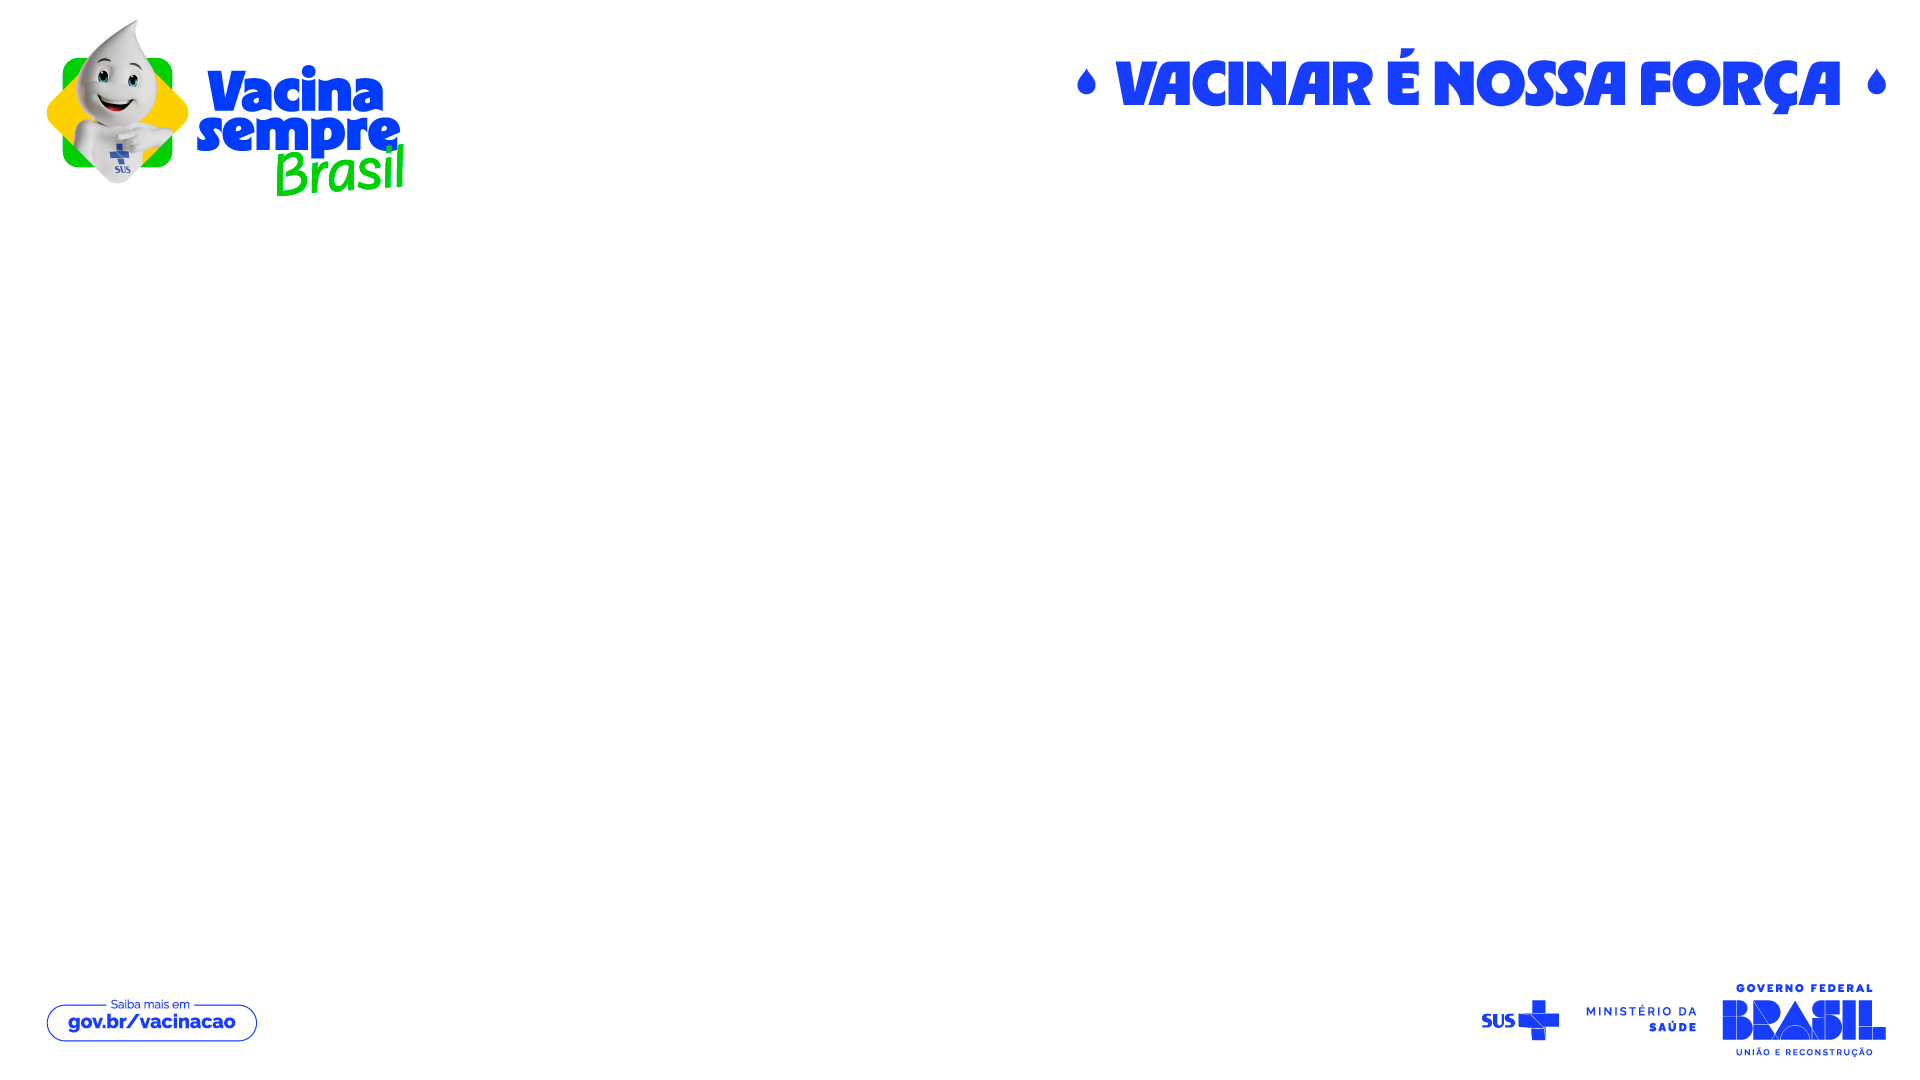 Vacina
sempre
Brasil
SUS
VACINAR É NOSSA FORÇA
Saiba mais em
gov.br/vacinacao
SUS
MINISTÉRIO DA
SAÚDE
GOVERNO FEDERAL
BRASIL
UNIÃO E RECONSTRUÇÃO